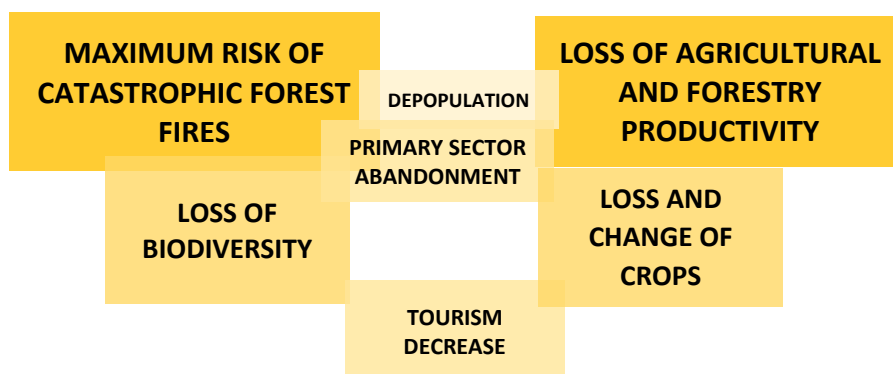 MAXIMUM RISK OF
CATASTROPHIC FOREST
FIRES
DEPOPULATION
LOSS OF AGRICULTURAL
AND FORESTRY
PRODUCTIVITY
PRIMARY SECTOR
ABANDONMENT
LOSS OF
BIODIVERSITY
LOSS AND
CHANGE OF
CROPS
TOURISM
DECREASE